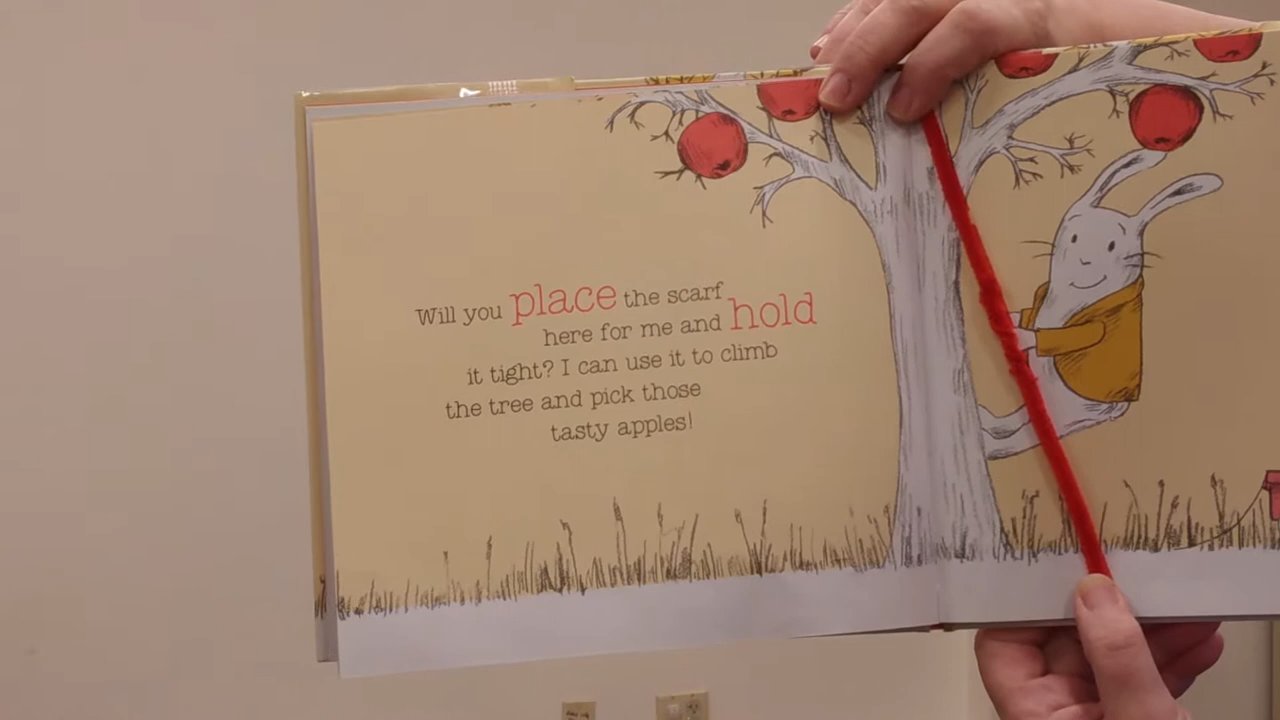 Will you place the scarf
here for me and hold
it tight? I can use it to climb
the tree and pick those
tasty apples!